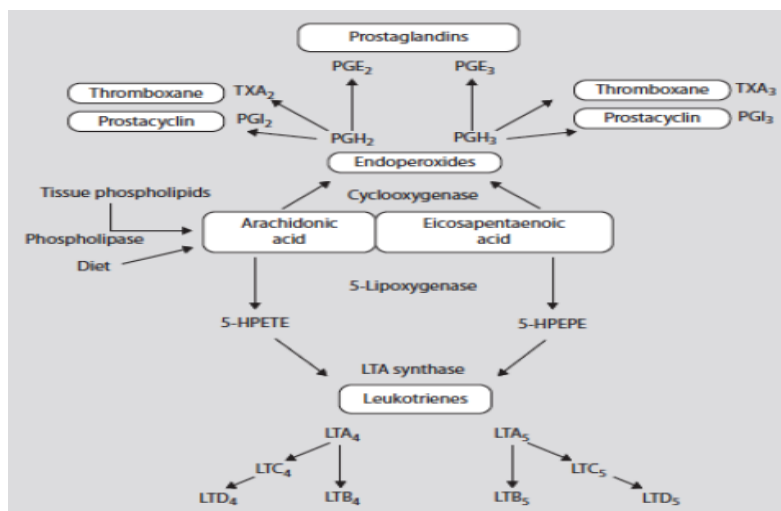 Prostaglandins
PGE₂ PGE₃
Thromboxane TXA₂ Thromboxane TXA₃
Prostacyclin PGI₂ Prostacyclin PGI₃
PGH₂ PGH₃
Endoperoxides
Tissue phospholipids Cyclooxygenase
Arachidonic acid
Eicosapentaenoic acid
Phospholipase
Diet
5-Lipoxygenase
5-HPETE 5-HPEPE
LTA synthase
Leukotrienes
LTA₄ LTA₅
LTC₄ LTC₅
LTD₄ LTB₄ LTB₅ LTD₅